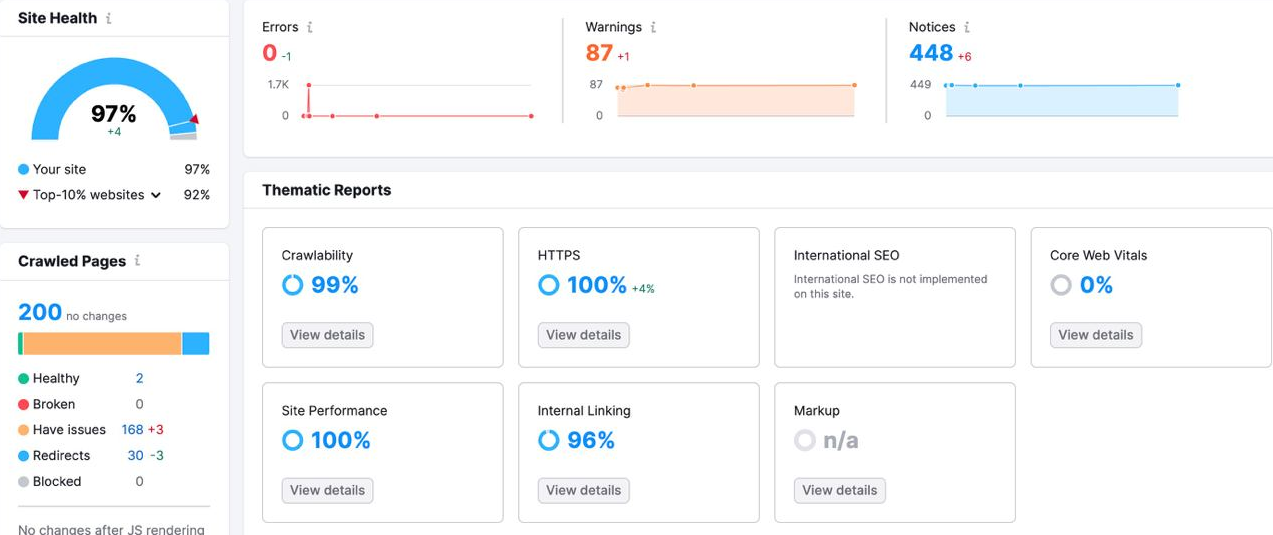 Site Health i
97%
+4
Your site 97%
Top-10% websites 92%
Crawled Pages i
200 no changes
Healthy 2
Broken 0
Have issues 168 +3
Redirects 30 -3
Blocked 0
No changes after JS rendering
Errors i
0 -1
1.7K
0
Warnings i
87 +1
87
0
Notices i
448 +6
449
0
Thematic Reports
Crawlability
99%
View details
HTTPS
100% +4%
View details
International SEO
International SEO is not implemented
on this site.
Core Web Vitals
0%
View details
Site Performance
100%
View details
Internal Linking
96%
View details
Markup
n/a
View details